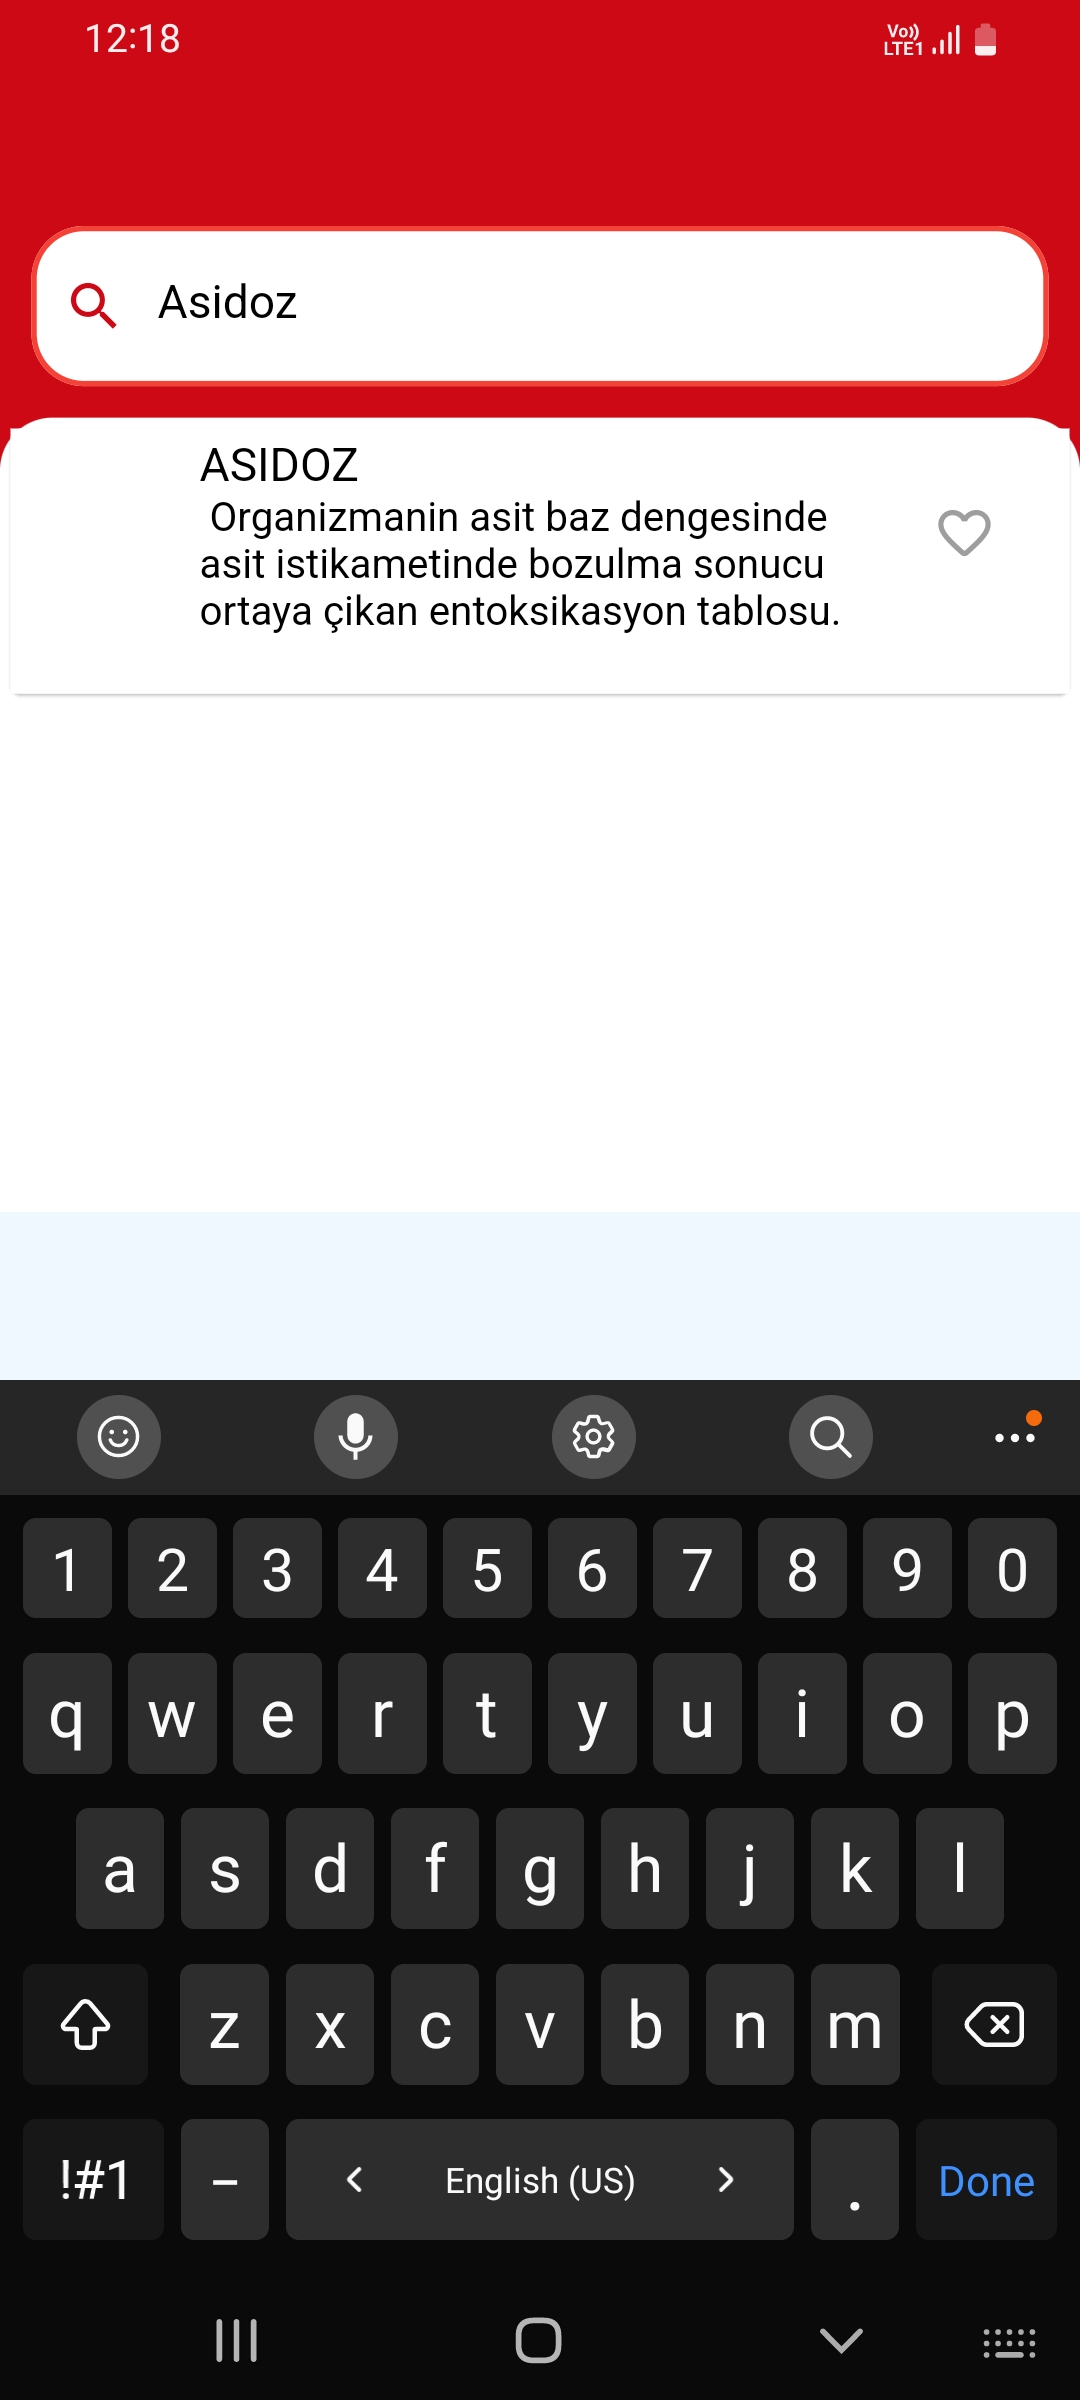 12:18
Vo)) LTE1
Asidoz
ASIDOZ
Organizmanin asit baz dengesinde
asit istikametinde bozulma sonucu
ortaya çikan entoksikasyon tablosu.
1 2 3 4 5 6 7 8 9 0
q w e r t y u i o p
a s d f g h j k l
z x c v b n m
!#1 - < English (US) > . Done